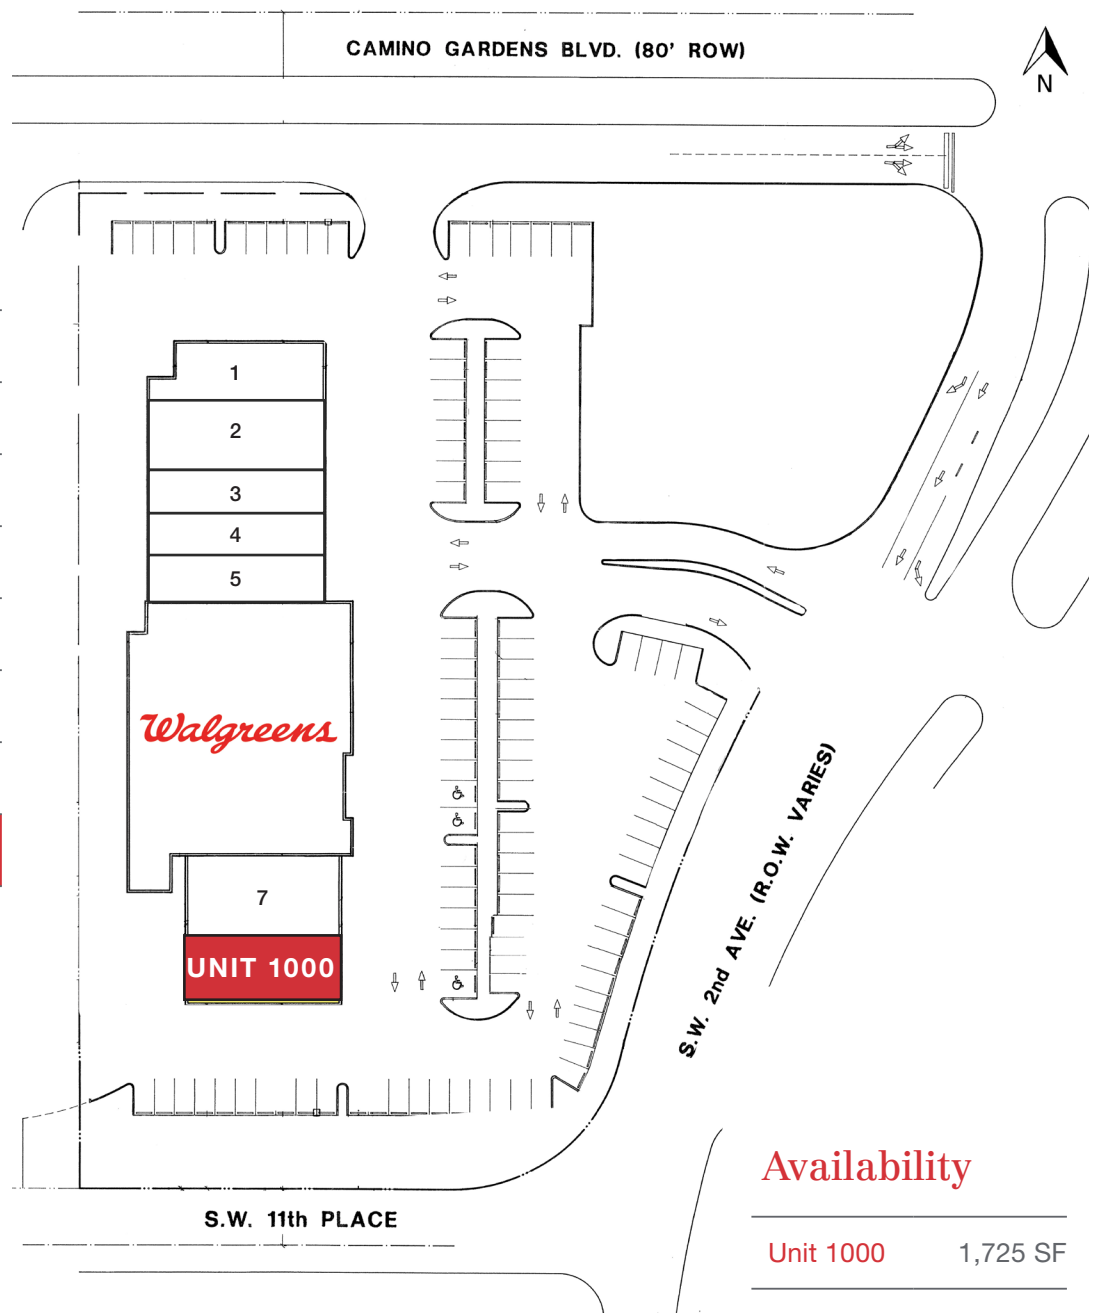 CAMINO GARDENS BLVD. (80' ROW)
N
1
2
3
4
5
Walgreens
7
UNIT 1000
S.W. 2nd AVE. (R.O.W. VARIES)
S.W. 11th PLACE
Availability
Unit 1000 1,725 SF